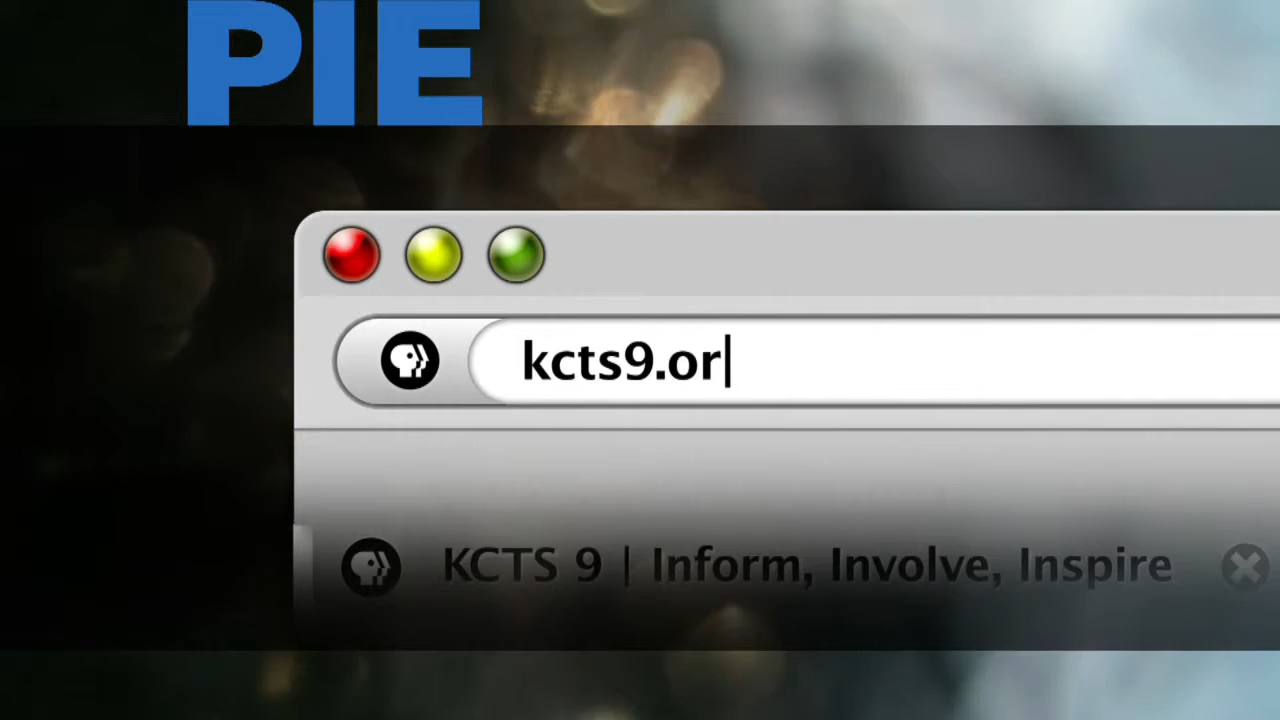 PIE
kcts9.or
KCTS 9 | Inform, Involve, Inspire